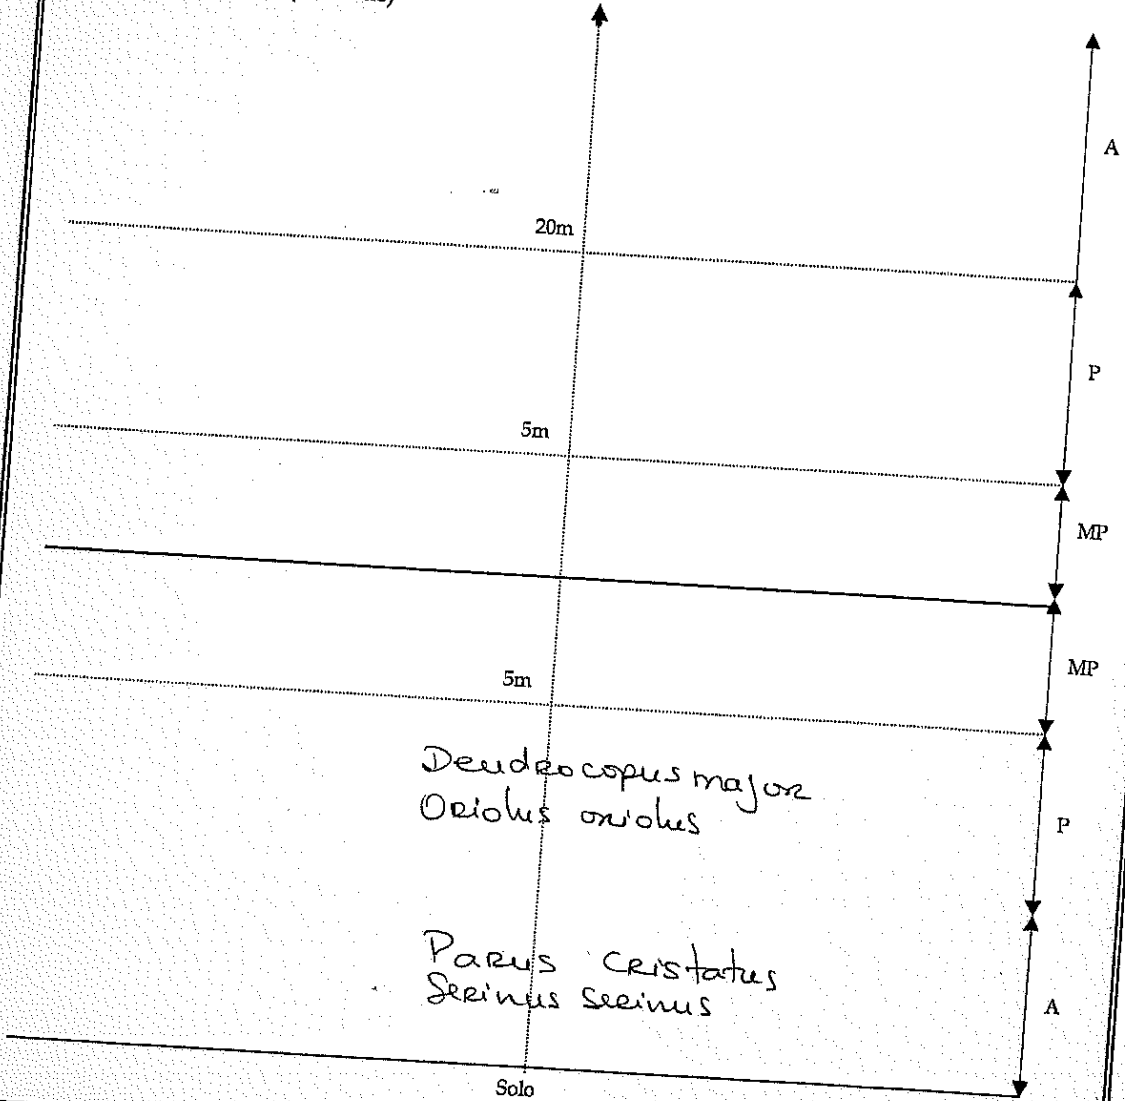 A
20m
P
5m
MP
5m
MP
Dendrocopus major
Oriolus oriolus
P
Parus cristatus
Serinus serinus
A
Solo